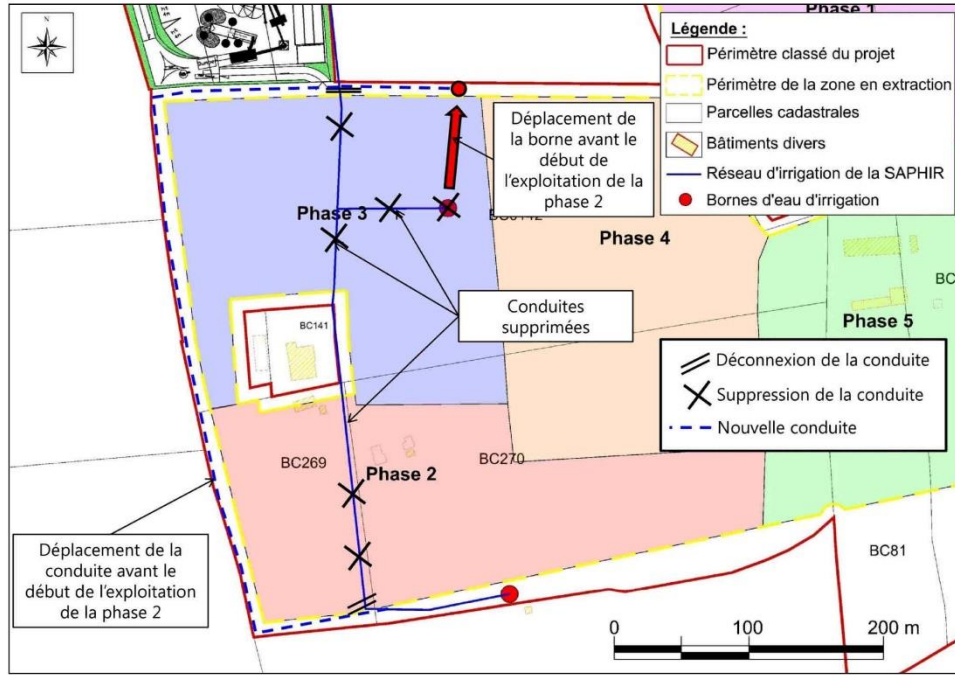 N
Phase 1
Légende :
Périmètre classé du projet
Périmètre de la zone en extraction
Parcelles cadastrales
Bâtiments divers
Réseau d'irrigation de la SAPHIR
Bornes d'eau d'irrigation
Déplacement de
la borne avant le
début de
l'exploitation de la
phase 2
Phase 3
Phase 4
BC
Phase 5
Conduites
supprimées
BC141
Déconnexion de la conduite
Suppression de la conduite
Nouvelle conduite
BC269
Phase 2
BC270
BC81
Déplacement de la
conduite avant le
début de l'exploitation
de la phase 2
0
100
200 m